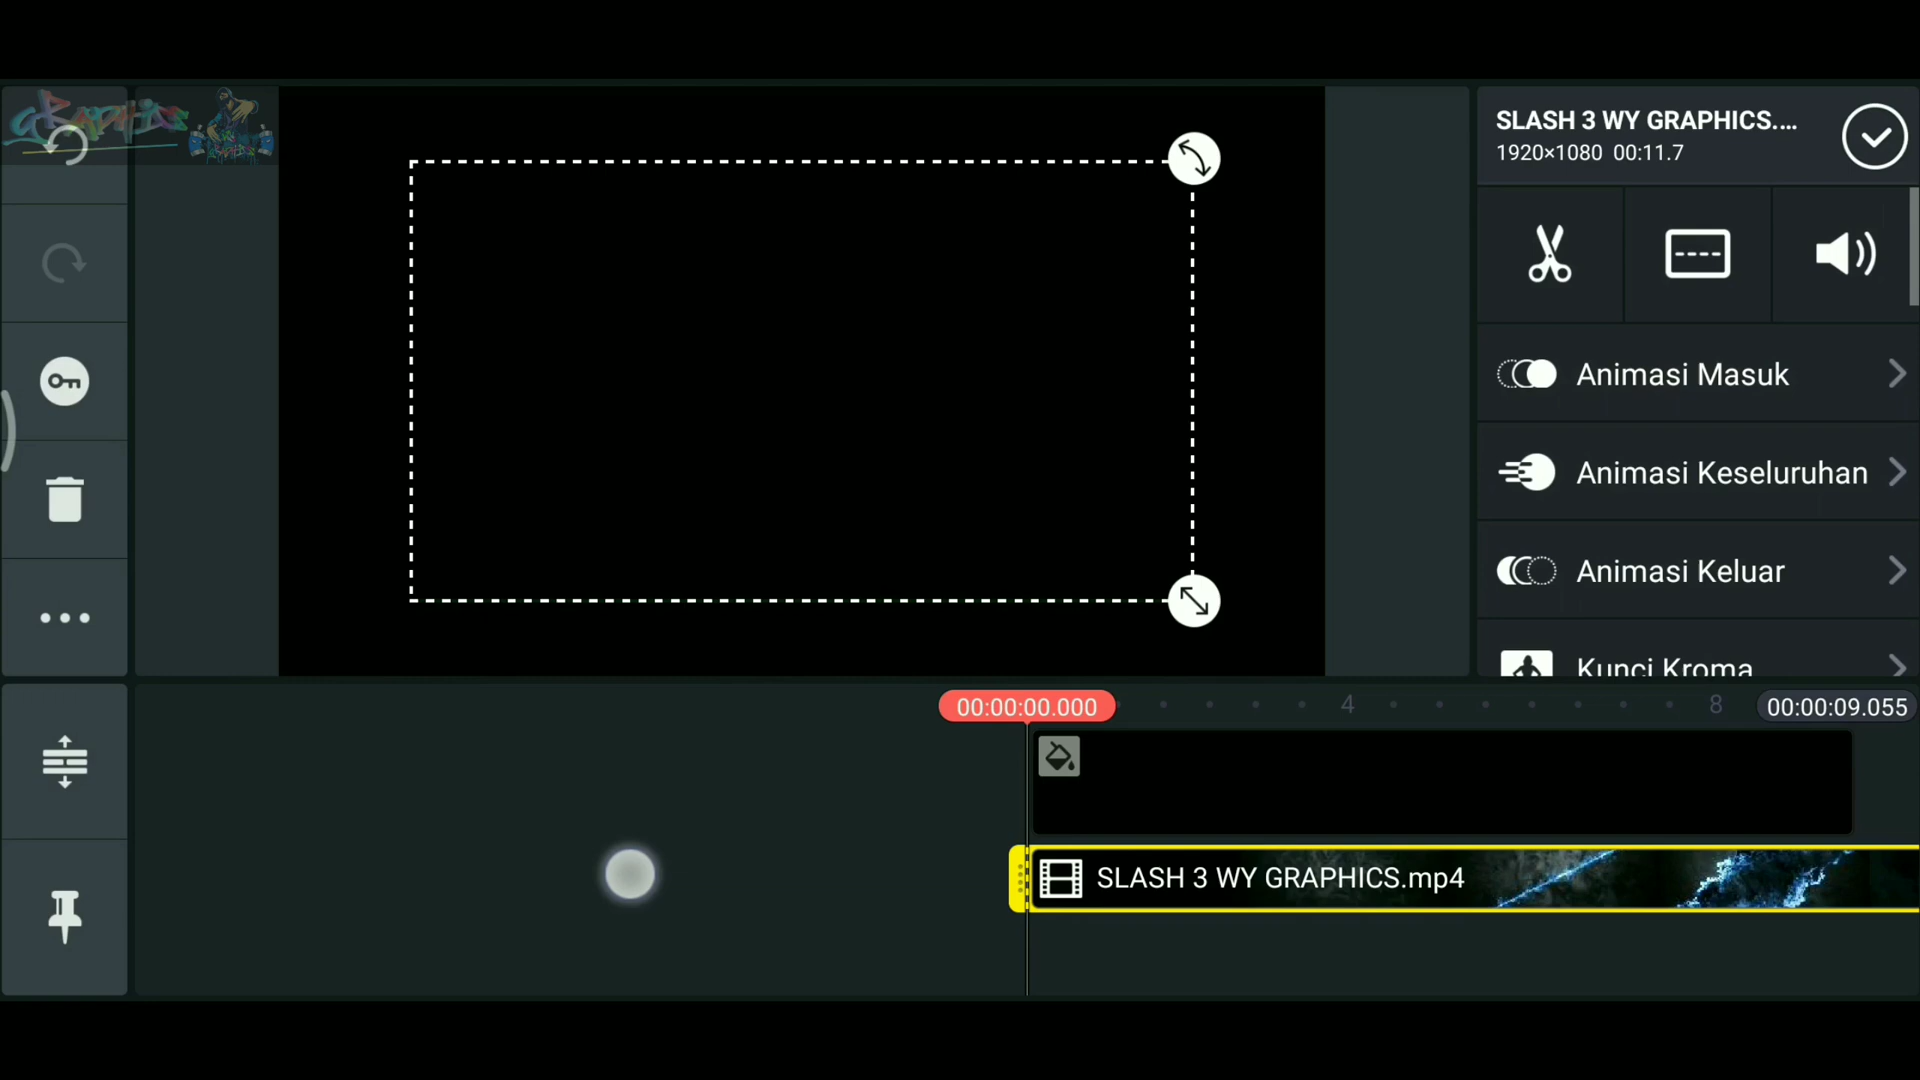 GRAPHICS
SLASH 3 WY GRAPHICS....
1920×1080 00:11.7
Animasi Masuk
Animasi Keseluruhan
Animasi Keluar
Kunci Kroma
00:00:00.000
4
8
00:00:09.055
SLASH 3 WY GRAPHICS.mp4